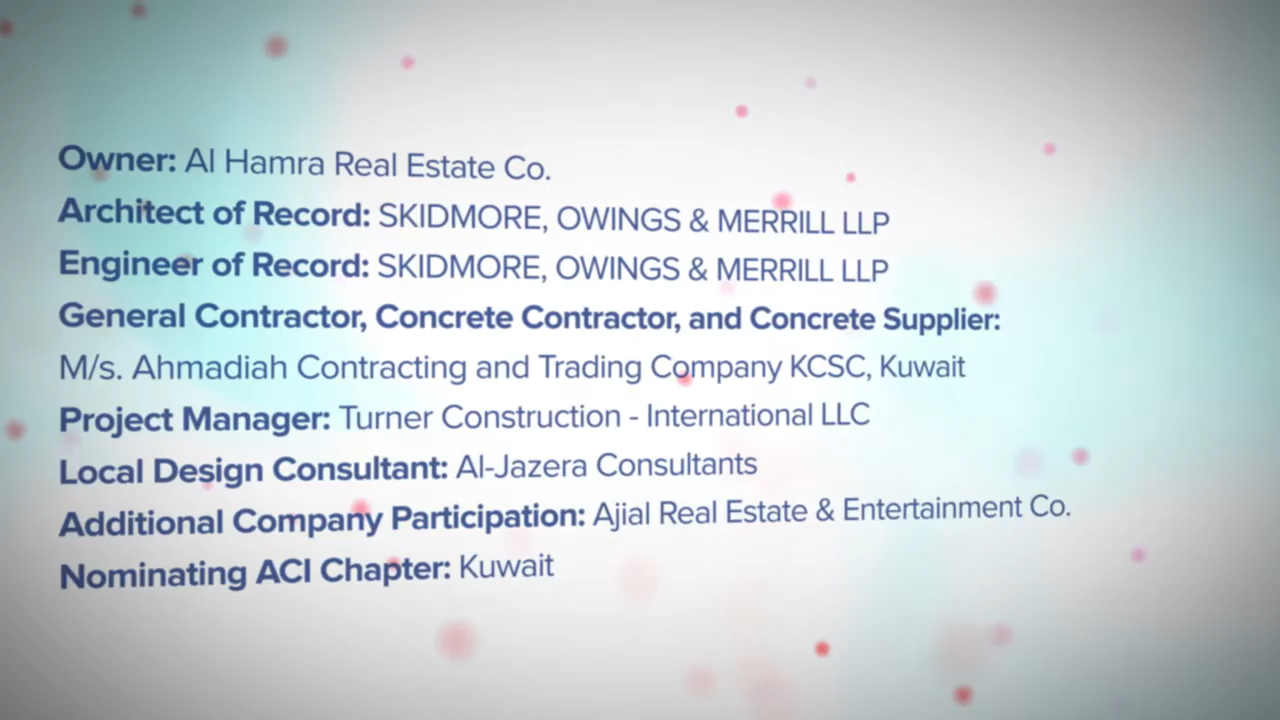 Owner: Al Hamra Real Estate Co.
Architect of Record: SKIDMORE, OWINGS & MERRILL LLP
Engineer of Record: SKIDMORE, OWINGS & MERRILL LLP
General Contractor, Concrete Contractor, and Concrete Supplier:
M/s. Ahmadiah Contracting and Trading Company KCSC, Kuwait
Project Manager: Turner Construction - International LLC
Local Design Consultant: Al-Jazera Consultants
Additional Company Participation: Ajial Real Estate & Entertainment Co.
Nominating ACI Chapter: Kuwait